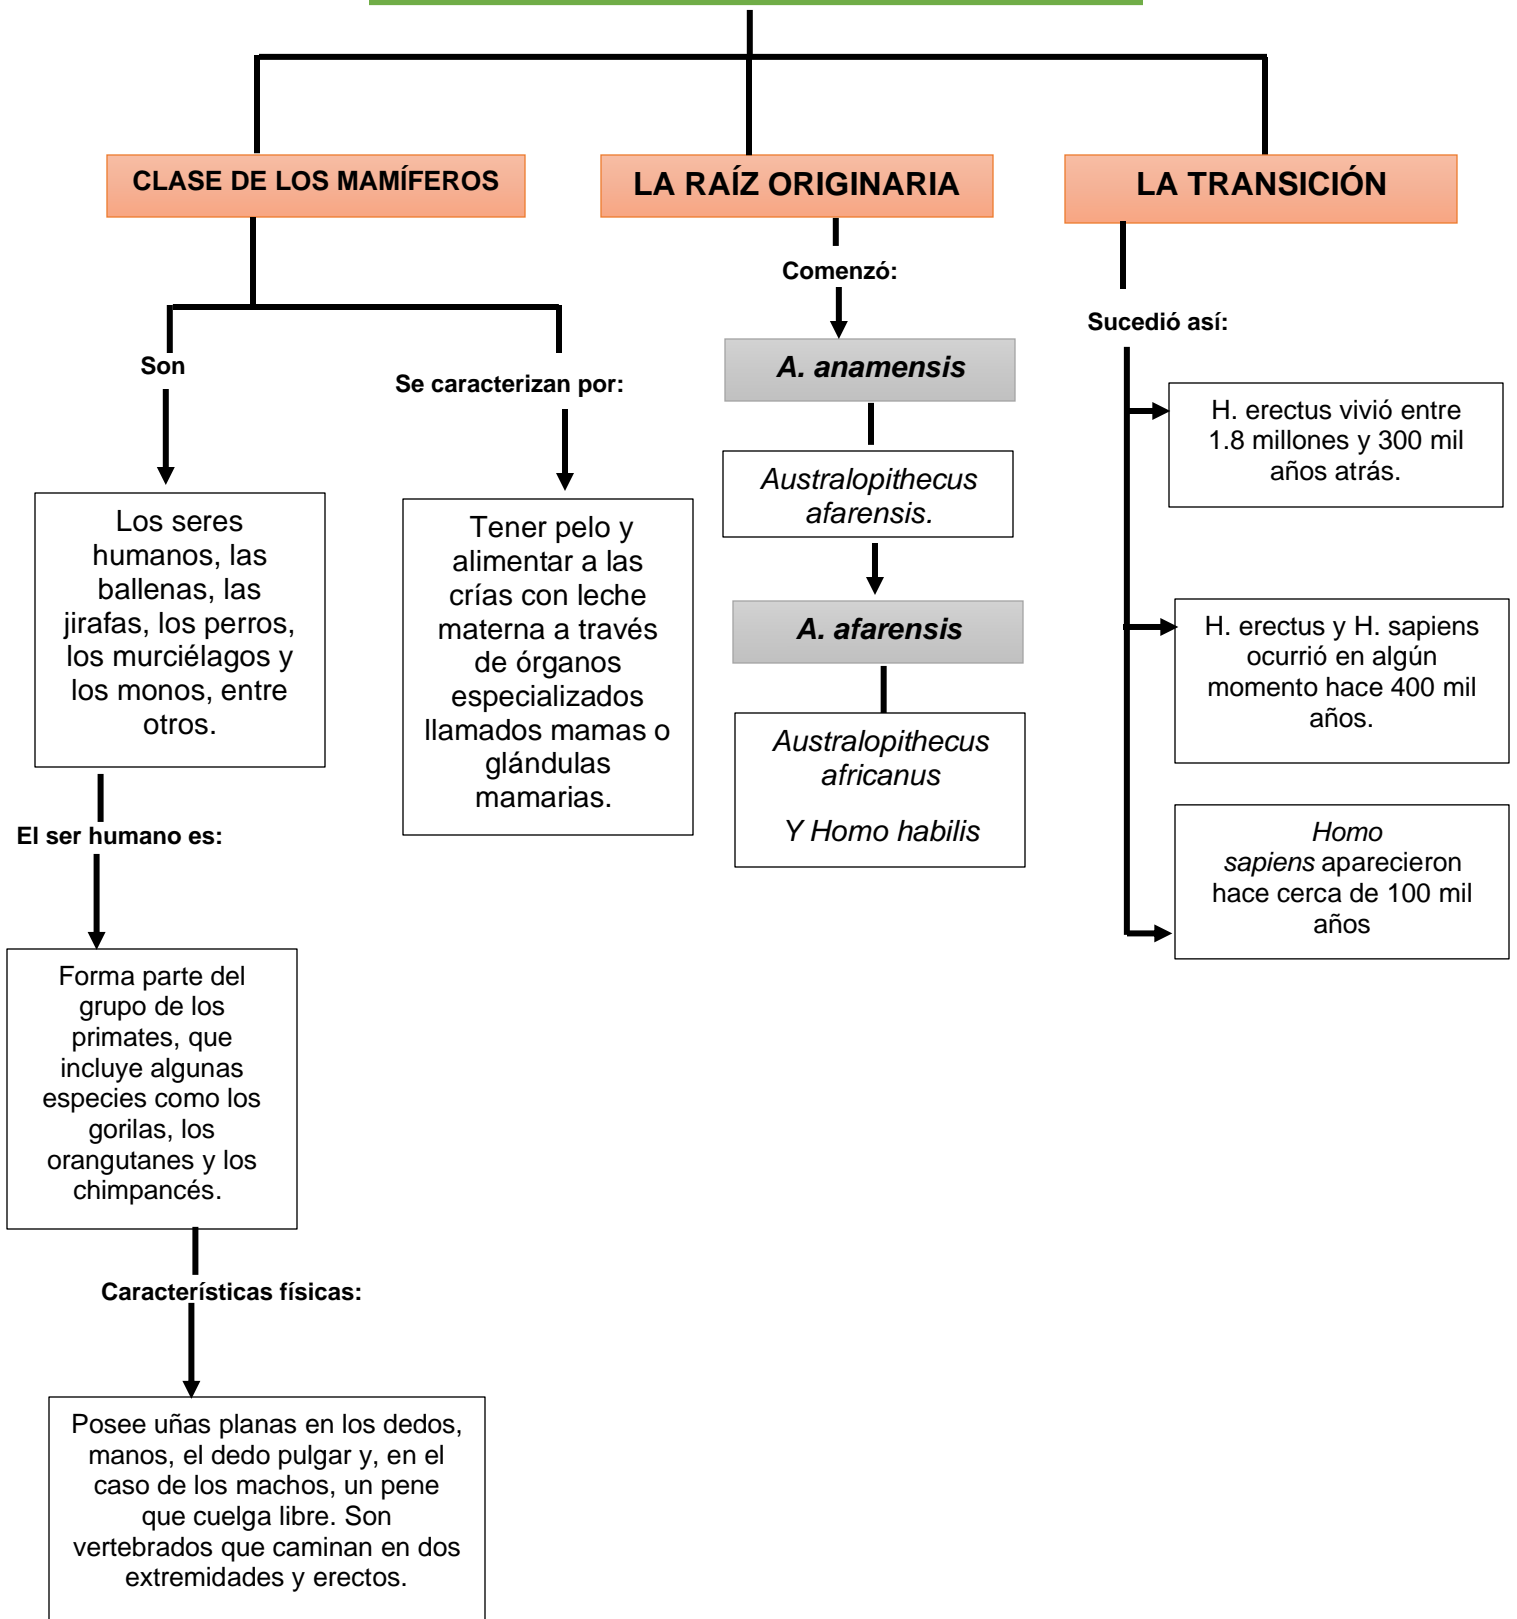 CLASE DE LOS MAMÍFEROS
LA RAÍZ ORIGINARIA
LA TRANSICIÓN
Son
Se caracterizan por:
Los seres
humanos, las
ballenas, las
jirafas, los perros,
los murciélagos y
los monos, entre
otros.
Tener pelo y
alimentar a las
crías con leche
materna a través
de órganos
especializados
llamados mamas o
glándulas
mamarias.
El ser humano es:
Forma parte del
grupo de los
primates, que
incluye algunas
especies como los
gorilas, los
orangutanes y los
chimpancés.
Características físicas:
Posee uñas planas en los dedos,
manos, el dedo pulgar y, en el
caso de los machos, un pene
que cuelga libre. Son
vertebrados que caminan en dos
extremidades y erectos.
Comenzó:
A. anamensis
Australopithecus
afarensis.
A. afarensis
Australopithecus
africanus
Y Homo habilis
Sucedió así:
H. erectus vivió entre
1.8 millones y 300 mil
años atrás.
H. erectus y H. sapiens
ocurrió en algún
momento hace 400 mil
años.
Homo
sapiens aparecieron
hace cerca de 100 mil
años